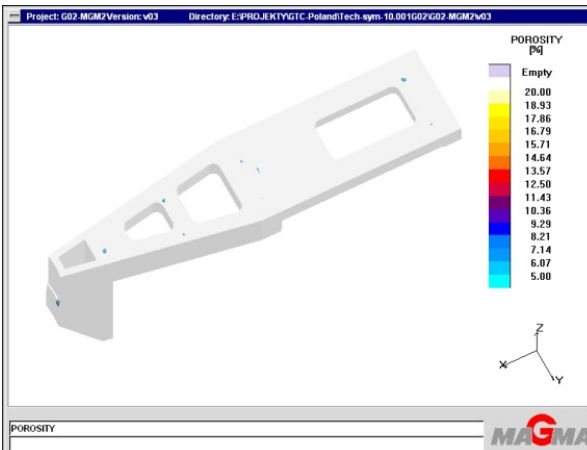 Project: G02-MGM2Version: v03 Directory: E:\PROJEKTY\GTC-Poland\Tech-sym-10.001G02\G02-MGM2\v03
POROSITY
[%]
Empty
20.00
18.93
17.86
16.79
15.71
14.64
13.57
12.50
11.43
10.36
9.29
8.21
7.14
6.07
5.00
Z
X
Y
POROSITY
MAGMA